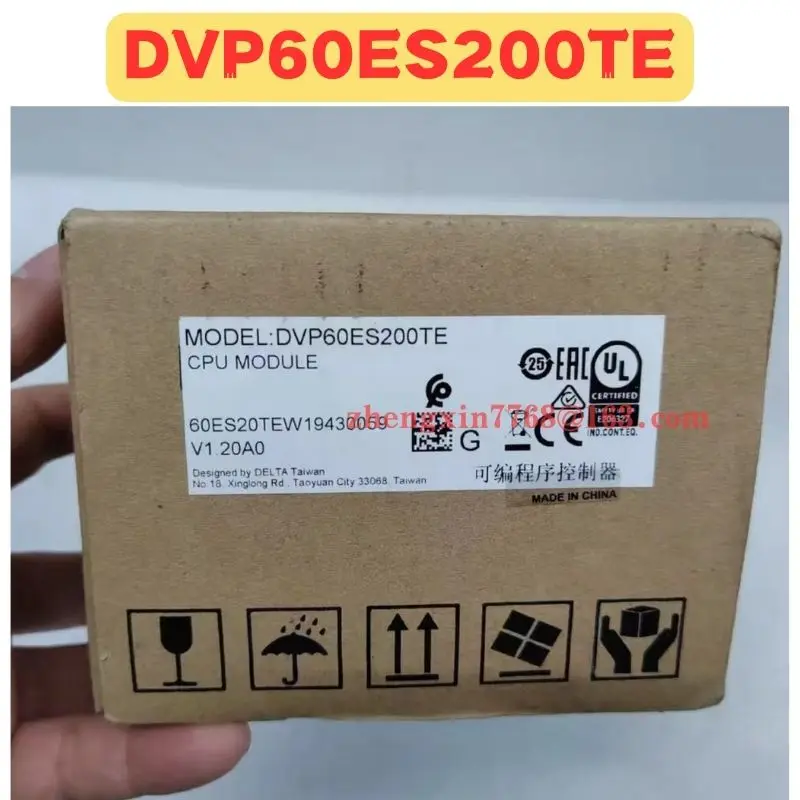 DVP60ES200TE
MODEL:DVP60ES200TE
CPU MODULE
25 EAC UL
CERTIFIED
60ES20TEW19430059
zhengxin7768@163.com
CE
E206327
IND.CONT.EQ.
V1.20A0
G
Designed by DELTA Taiwan
No 18, Xinglong Rd., Taoyuan City 33068, Taiwan
可编程序控制器
MADE IN CHINA